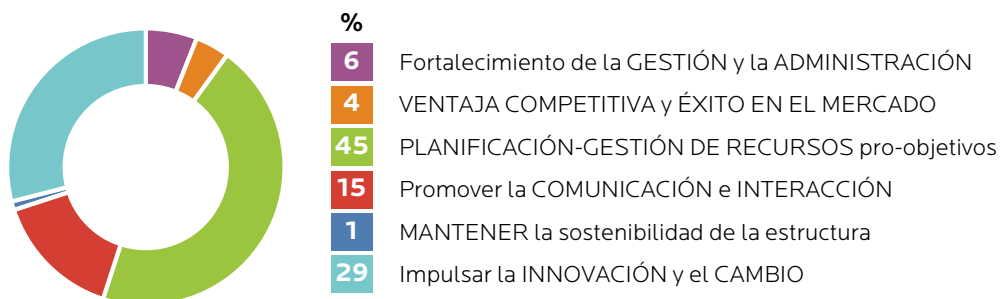 %
6 Fortalecimiento de la GESTIÓN y la ADMINISTRACIÓN
4 VENTAJA COMPETITIVA y ÉXITO EN EL MERCADO
45 PLANIFICACIÓN-GESTIÓN DE RECURSOS pro-objetivos
15 Promover la COMUNICACIÓN e INTERACCIÓN
1 MANTENER la sostenibilidad de la estructura
29 Impulsar la INNOVACIÓN y el CAMBIO